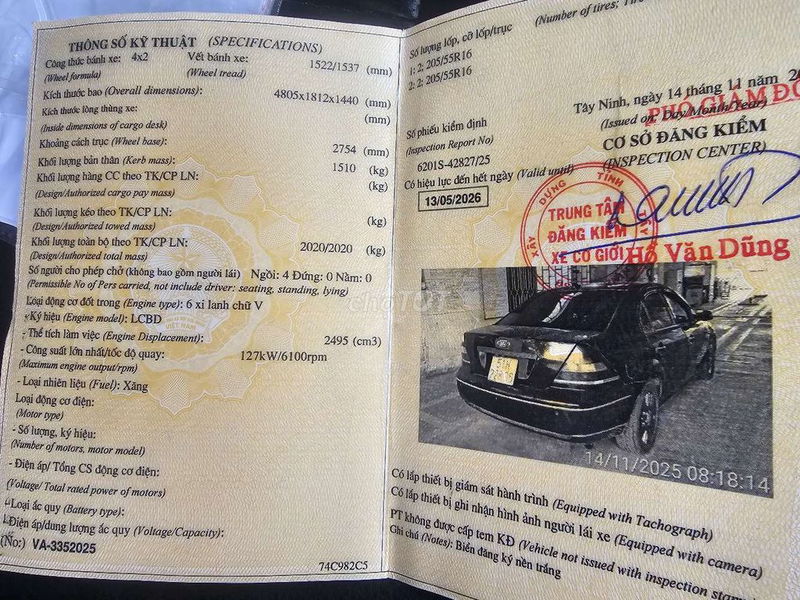 THÔNG SỐ KỸ THUẬT (SPECIFICATIONS)
Công thức bánh xe: 4x2 Vết bánh xe: 1522/1537 (mm)
(Wheel formula) (Wheel tread)
Kích thước bao (Overall dimensions): 4805x1812x1440 (mm)
Kích thước lòng thùng xe: (mm)
(Inside dimensions of cargo desk)
Khoảng cách trục (Wheel base): 2754 (mm)
Khối lượng bản thân (Kerb mass): 1510 (kg)
Khối lượng hàng CC theo TK/CP LN: (kg)
(Design/Authorized cargo pay mass)
Khối lượng kéo theo TK/CP LN: (kg)
(Design/Authorized towed mass)
Khối lượng toàn bộ theo TK/CP LN: 2020/2020 (kg)
(Design/Authorized total mass)
Số người cho phép chở (không bao gồm người lái) Ngồi: 4 Đứng: 0 Nằm: 0
(Permissible No of Pers carried, not include driver: seating, standing, lying)
Loại động cơ đốt trong (Engine type): 6 xi lanh chữ V
- Ký hiệu (Engine model): LCBD
- Thể tích làm việc (Engine Displacement): 2495 (cm3)
- Công suất lớn nhất/tốc độ quay: 127kW/6100rpm
(Maximum engine output/rpm)
- Loại nhiên liệu (Fuel): Xăng
Loại động cơ điện:
(Motor type)
- Số lượng, ký hiệu:
(Number of motors, motor model)
- Điện áp/ Tổng CS động cơ điện:
(Voltage/ Total rated power of motors)
Loại ắc quy (Battery type):
Điện áp/dung lượng ắc quy (Voltage/Capacity):
(No:) VA-3352025
74C982C5
Số lượng lốp, cỡ lốp/trục
(Number of tires;
1: 2; 205/55R16
2: 2; 205/55R16
Tây Ninh, ngày 14 tháng 11 năm
(Issued on: Day/Month/Year)
PHÓ GIÁM ĐỐ
Số phiếu kiểm định
(Inspection Report No)
CƠ SỞ ĐĂNG KIỂM
6201S-42827/25
(INSPECTION CENTER)
Có hiệu lực đến hết ngày (Valid until)
13/05/2026
XÂY DỰNG TỈNH TÂY
TRUNG TÂM
ĐĂNG KIỂM
XE CƠ GIỚI
Hồ Văn Dũng
VIỆT NAM
chợTỐT
14/11/2025 08:18:14
Có lắp thiết bị giám sát hành trình (Equipped with Tachograph)
Có lắp thiết bị ghi nhận hình ảnh người lái xe (Equipped with camera)
PT không được cấp tem KĐ (Vehicle not issued with inspection stam
Ghi chú (Notes): Biển đăng ký nền trắng